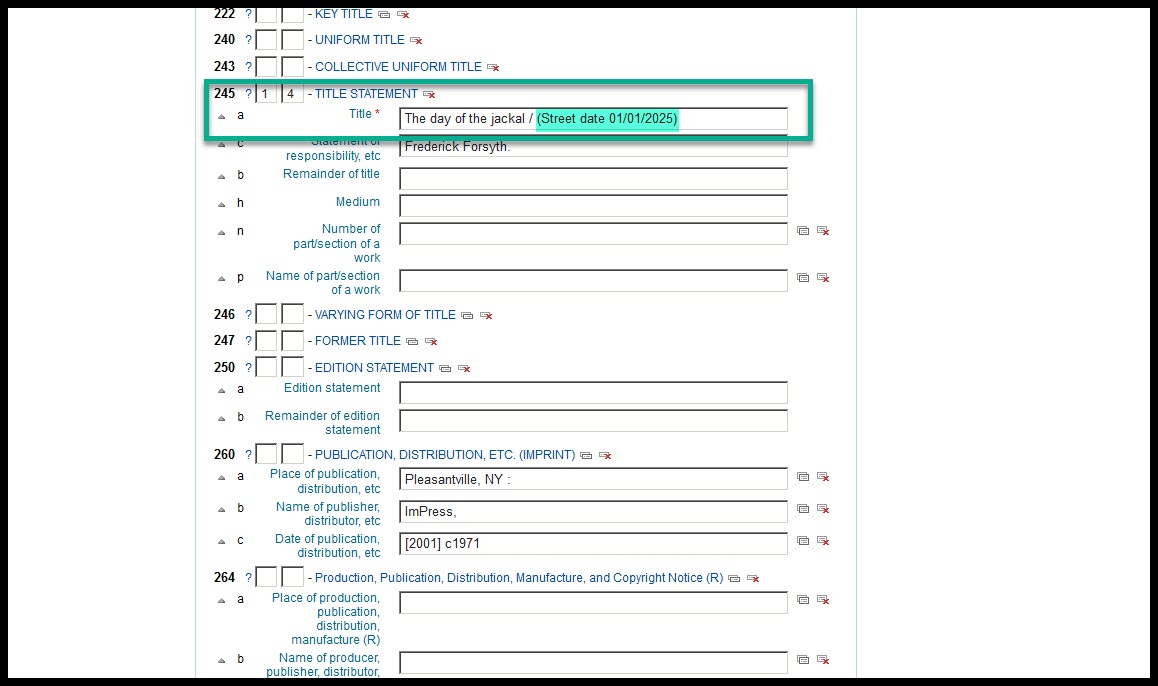 222 ? - KEY TITLE
240 ? - UNIFORM TITLE
243 ? - COLLECTIVE UNIFORM TITLE
245 ? 1 4 - TITLE STATEMENT
a Title * The day of the jackal / (Street date 01/01/2025)
c Statement of
responsibility, etc Frederick Forsyth.
b Remainder of title
h Medium
n Number of
part/section of a
work
p Name of part/section
of a work
246 ? - VARYING FORM OF TITLE
247 ? - FORMER TITLE
250 ? - EDITION STATEMENT
a Edition statement
b Remainder of edition
statement
260 ? - PUBLICATION, DISTRIBUTION, ETC. (IMPRINT)
a Place of publication,
distribution, etc Pleasantville, NY :
b Name of publisher,
distributor, etc ImPress,
c Date of publication,
distribution, etc [2001] c1971
264 ? - Production, Publication, Distribution, Manufacture, and Copyright Notice (R)
a Place of production,
publication,
distribution,
manufacture (R)
b Name of producer,
publisher, distributor,